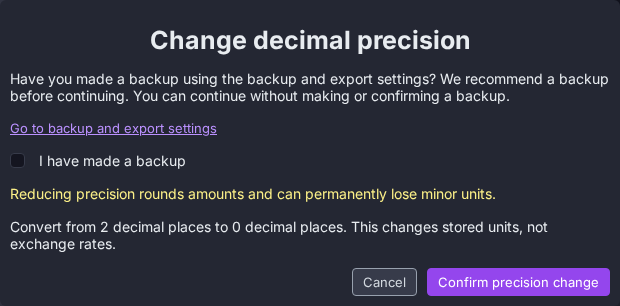 Change decimal precision
Have you made a backup using the backup and export settings? We recommend a backup
before continuing. You can continue without making or confirming a backup.
Go to backup and export settings
I have made a backup
Reducing precision rounds amounts and can permanently lose minor units.
Convert from 2 decimal places to 0 decimal places. This changes stored units, not
exchange rates.
Cancel
Confirm precision change